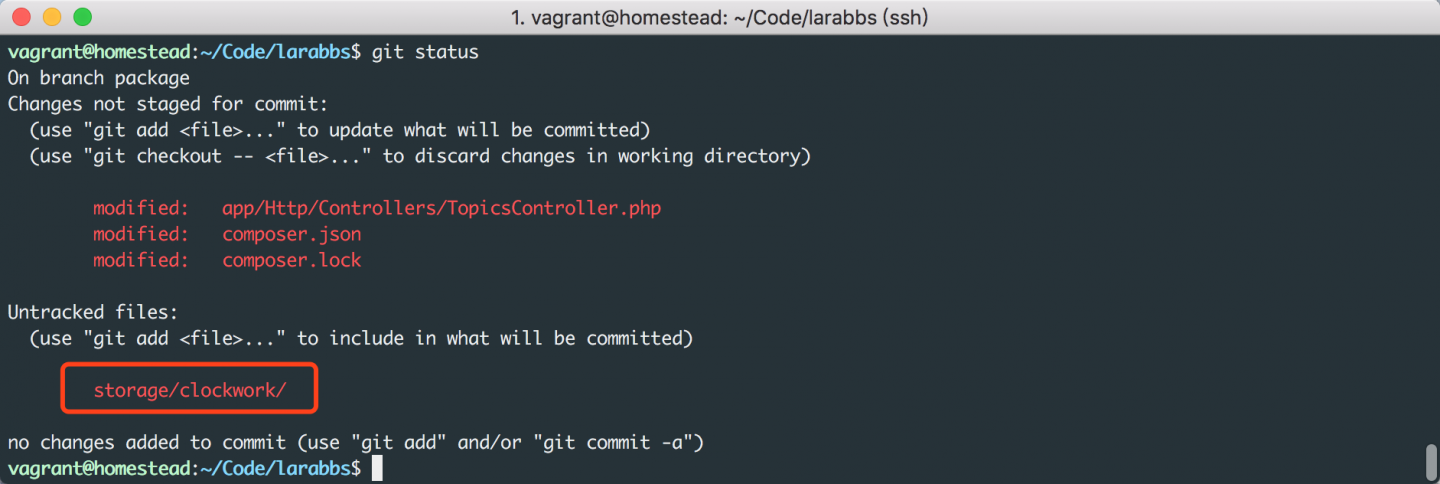 1. vagrant@homestead: ~/Code/larabbs (ssh)
vagrant@homestead:~/Code/larabbs$ git status
On branch package
Changes not staged for commit:
  (use "git add <file>..." to update what will be committed)
  (use "git checkout -- <file>..." to discard changes in working directory)
        modified:   app/Http/Controllers/TopicsController.php
        modified:   composer.json
        modified:   composer.lock
Untracked files:
  (use "git add <file>..." to include in what will be committed)
        storage/clockwork/
no changes added to commit (use "git add" and/or "git commit -a")
vagrant@homestead:~/Code/larabbs$